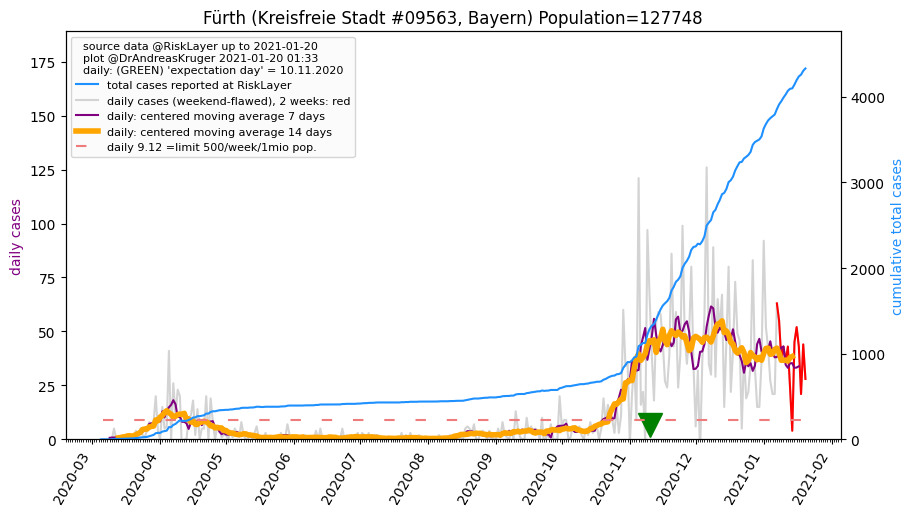 Fürth (Kreisfreie Stadt #09563, Bayern) Population=127748
source data @RiskLayer up to 2021-01-20
plot @DrAndreasKruger 2021-01-20 01:33
daily: (GREEN) 'expectation day' = 10.11.2020
total cases reported at RiskLayer
daily cases (weekend-flawed), 2 weeks: red
daily: centered moving average 7 days
daily: centered moving average 14 days
daily 9.12 =limit 500/week/1mio pop.
daily cases
175
150
125
100
75
50
25
0
cumulative total cases
4000
3000
2000
1000
0
2020-03
2020-04
2020-05
2020-06
2020-07
2020-08
2020-09
2020-10
2020-11
2020-12
2021-01
2021-02